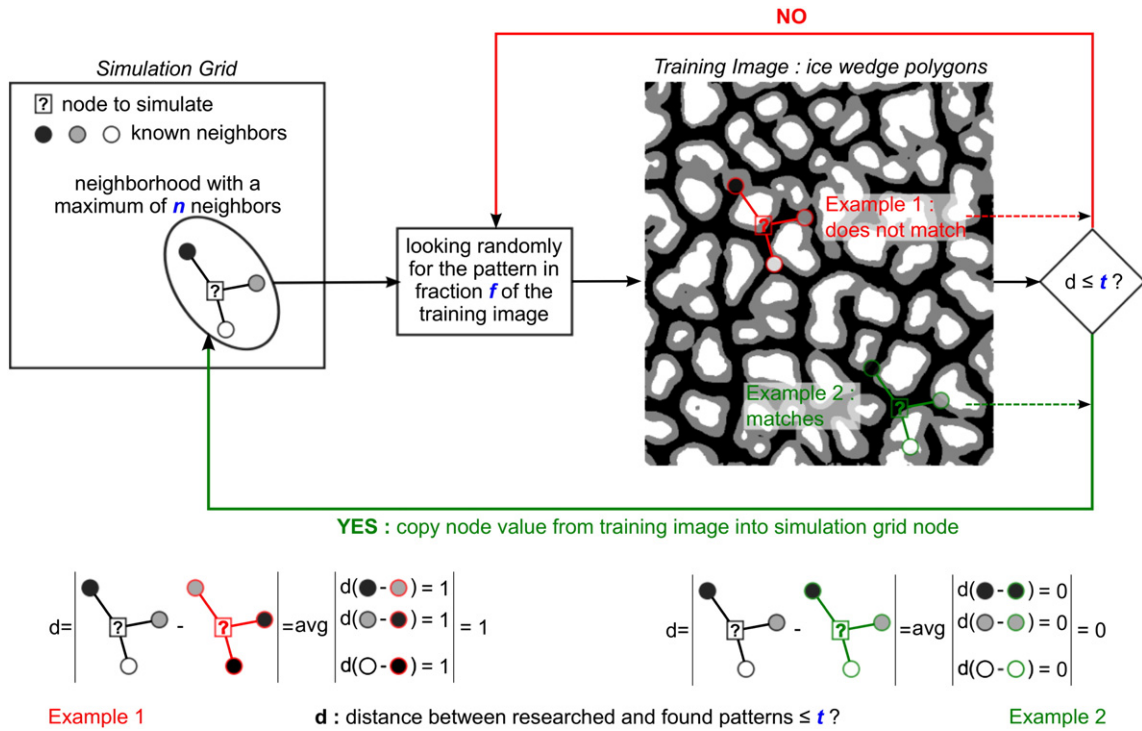 NO
Simulation Grid
? node to simulate
known neighbors
neighborhood with a
maximum of n neighbors
?
looking randomly
for the pattern in
fraction f of the
training image
Training Image : ice wedge polygons
?
Example 1 :
does not match
Example 2 :
matches
?
d ≤ t ?
YES : copy node value from training image into simulation grid node
d= ? - ? =avg d( - ) = 1 = 1
d( - ) = 1
d( - ) = 1
d= ? - ? =avg d( - ) = 0 = 0
d( - ) = 0
d( - ) = 0
Example 1
d : distance between researched and found patterns ≤ t ?
Example 2